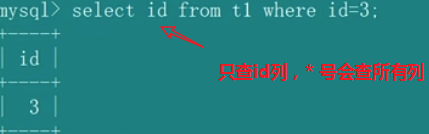 mysql> select id from t1 where id=3;
+----+
| id |
+----+
只查id列，* 号会查所有列
| 3 |
+----+